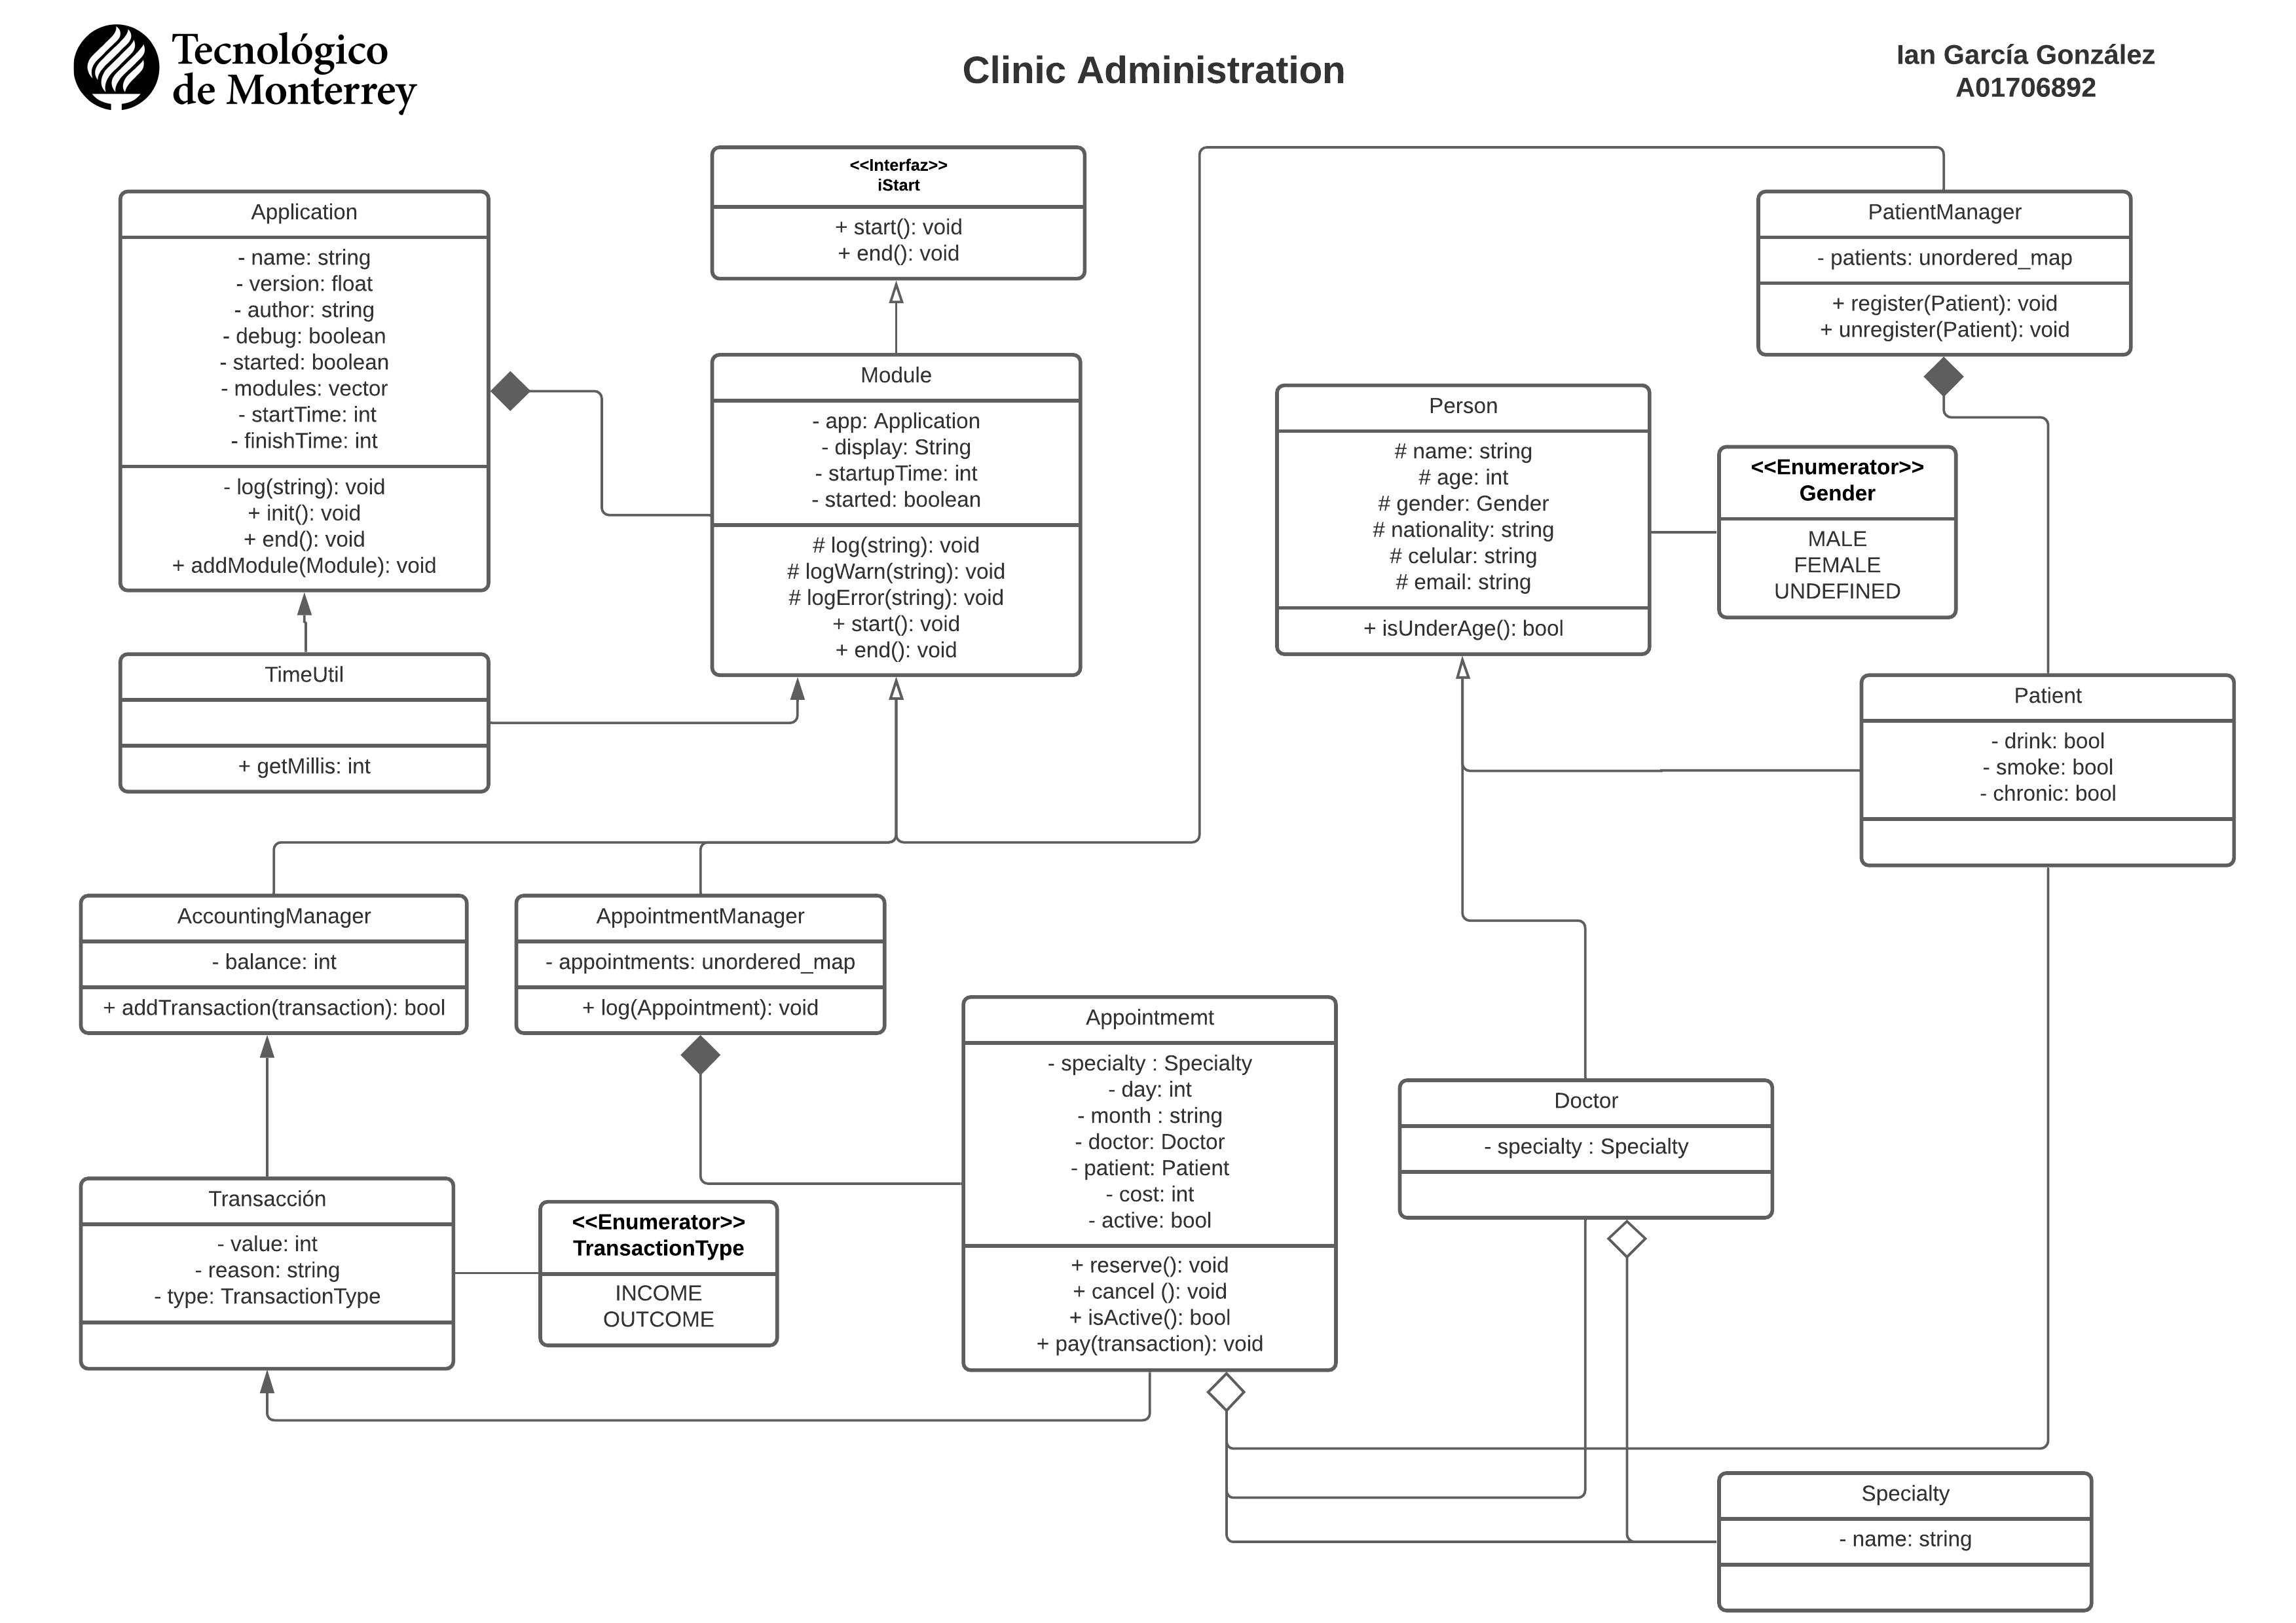 Tecnológico
de Monterrey
Clinic Administration
Ian García González
A01706892
<<Interfaz>>
iStart
+ start(): void
+ end(): void
Application
- name: string
- version: float
- author: string
- debug: boolean
- started: boolean
- modules: vector
- startTime: int
- finishTime: int
- log(string): void
+ init(): void
+ end(): void
+ addModule(Module): void
PatientManager
- patients: unordered_map
+ register(Patient): void
+ unregister(Patient): void
Module
- app: Application
- display: String
- startupTime: int
- started: boolean
# log(string): void
# logWarn(string): void
# logError(string): void
+ start(): void
+ end(): void
Person
# name: string
# age: int
# gender: Gender
# nationality: string
# celular: string
# email: string
+ isUnderAge(): bool
<<Enumerator>>
Gender
MALE
FEMALE
UNDEFINED
TimeUtil
+ getMillis: int
Patient
- drink: bool
- smoke: bool
- chronic: bool
AccountingManager
- balance: int
+ addTransaction(transaction): bool
AppointmentManager
- appointments: unordered_map
+ log(Appointment): void
Appointmemt
- specialty : Specialty
- day: int
- month : string
- doctor: Doctor
- patient: Patient
- cost: int
- active: bool
+ reserve(): void
+ cancel (): void
+ isActive(): bool
+ pay(transaction): void
Doctor
- specialty : Specialty
Transacción
- value: int
- reason: string
- type: TransactionType
<<Enumerator>>
TransactionType
INCOME
OUTCOME
Specialty
- name: string